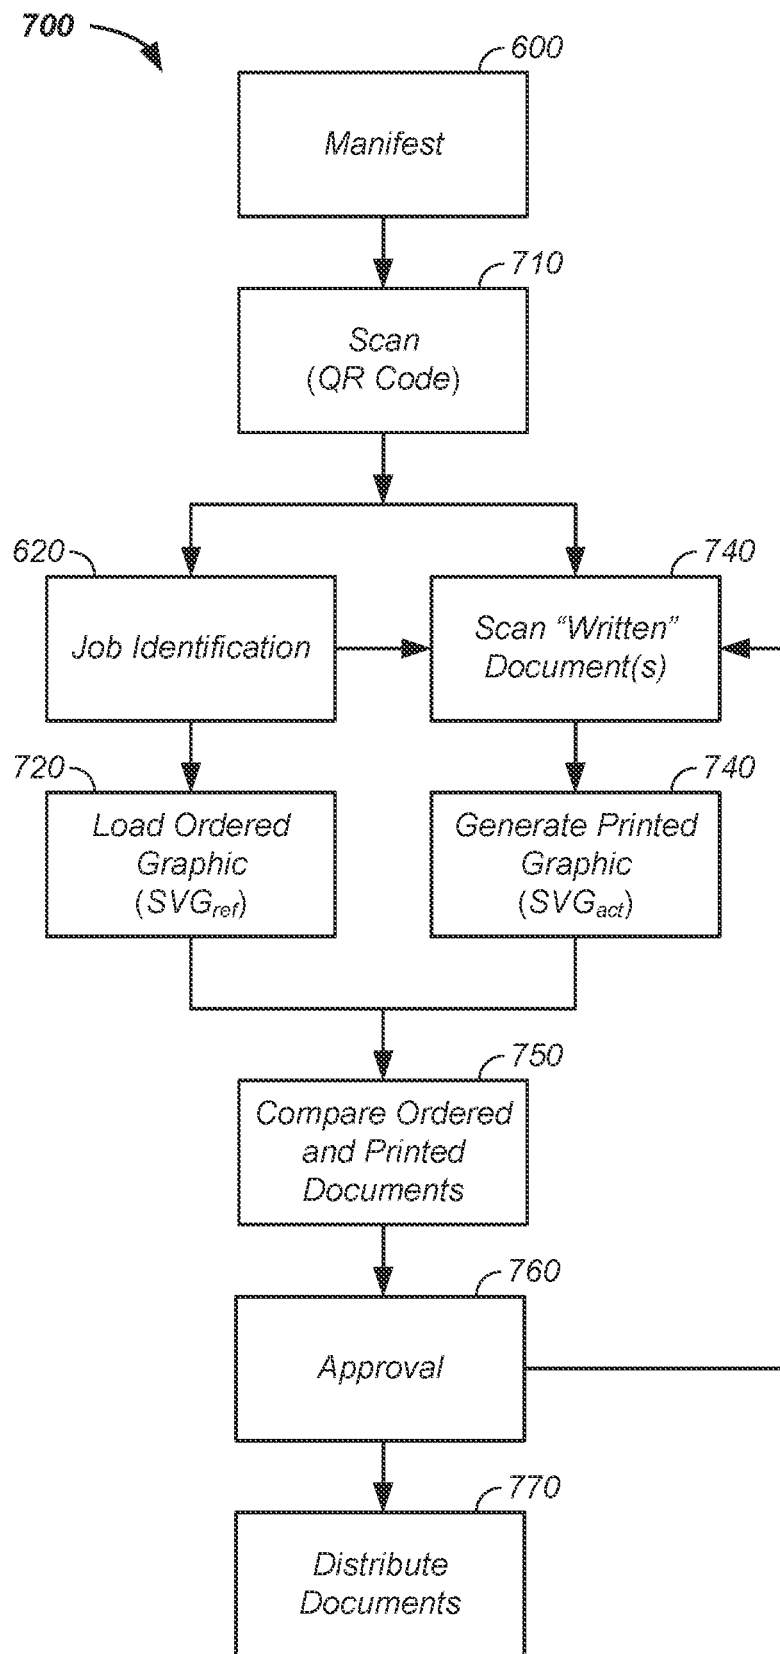 700
600
Manifest
710
Scan
(QR Code)
620
Job Identification
740
Scan “Written”
Document(s)
720
Load Ordered
Graphic
(SVGref)
740
Generate Printed
Graphic
(SVGact)
750
Compare Ordered
and Printed
Documents
760
Approval
770
Distribute
Documents